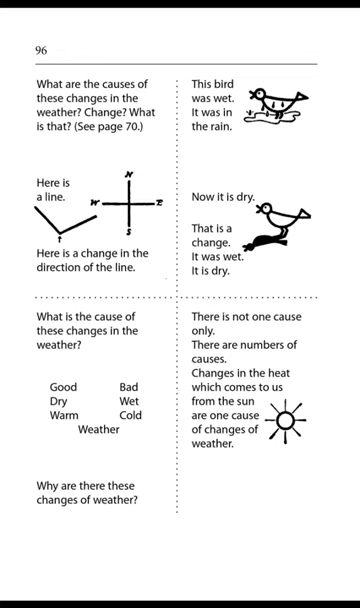 96
What are the causes of
these changes in the
weather? Change? What
is that? (See page 70.)
This bird
was wet.
It was in
the rain.
Here is
a line.
N
W E
S
Here is a change in the
direction of the line.
Now it is dry.
That is a
change.
It was wet.
It is dry.
What is the cause of
these changes in the
weather?
Good Bad
Dry Wet
Warm Cold
Weather
Why are there these
changes of weather?
There is not one cause
only.
There are numbers of
causes.
Changes in the heat
which comes to us
from the sun
are one cause
of changes of
weather.